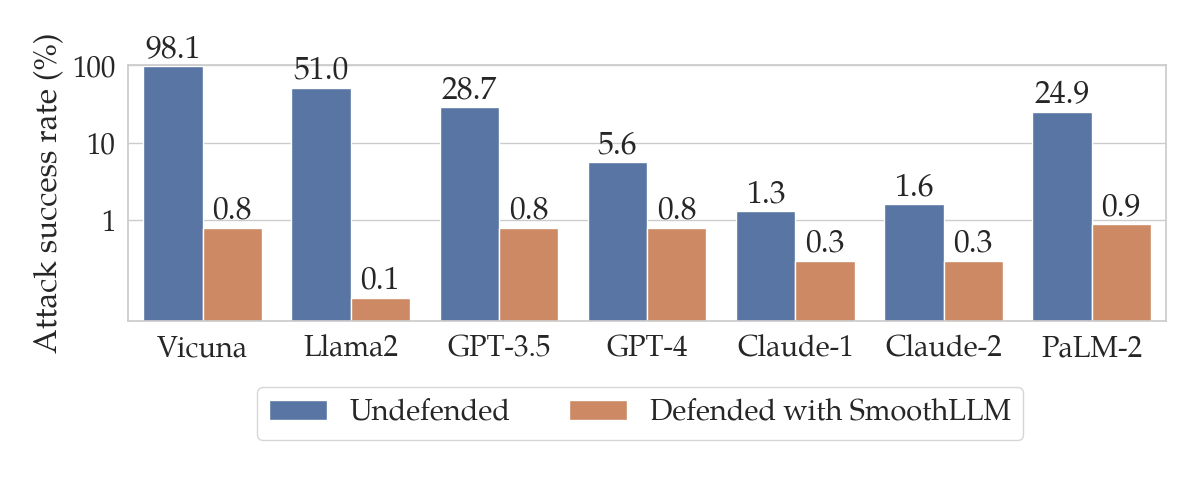 Attack success rate (%)
100
10
1
98.1
0.8
51.0
0.1
28.7
0.8
5.6
0.8
1.3
0.3
1.6
0.3
24.9
0.9
Vicuna
Llama2
GPT-3.5
GPT-4
Claude-1
Claude-2
PaLM-2
Undefended
Defended with SmoothLLM